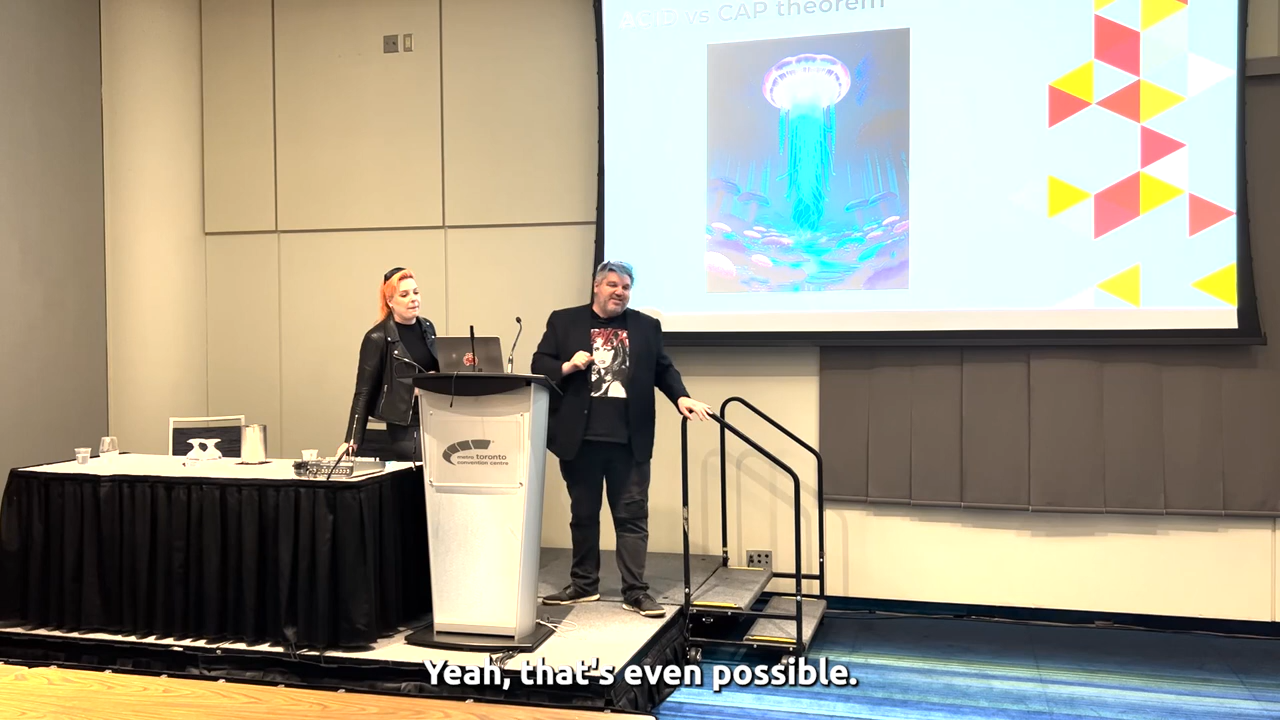 ACID vs CAP theorem
metro toronto
convention centre
Yeah, that's even possible.